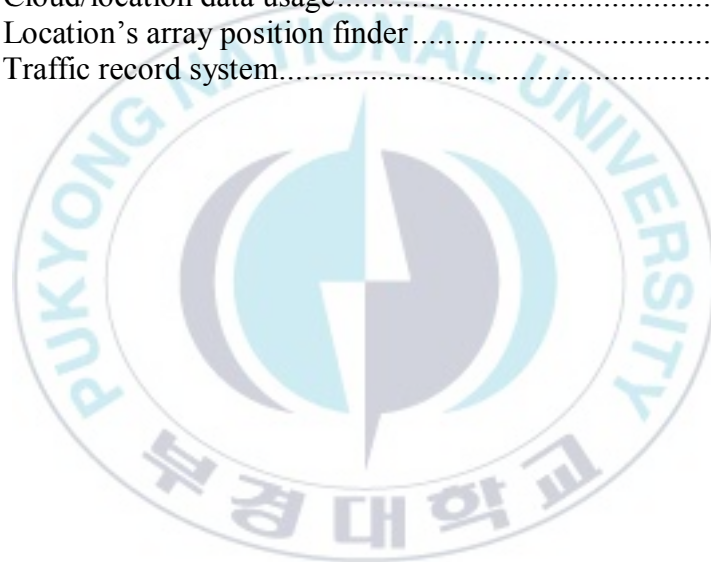 Cloud/location data usage..............................................
Location's array position finder.....................................
Traffic record system.....................................................
PUKYONG NATIONAL UNIVERSITY
부경대학교